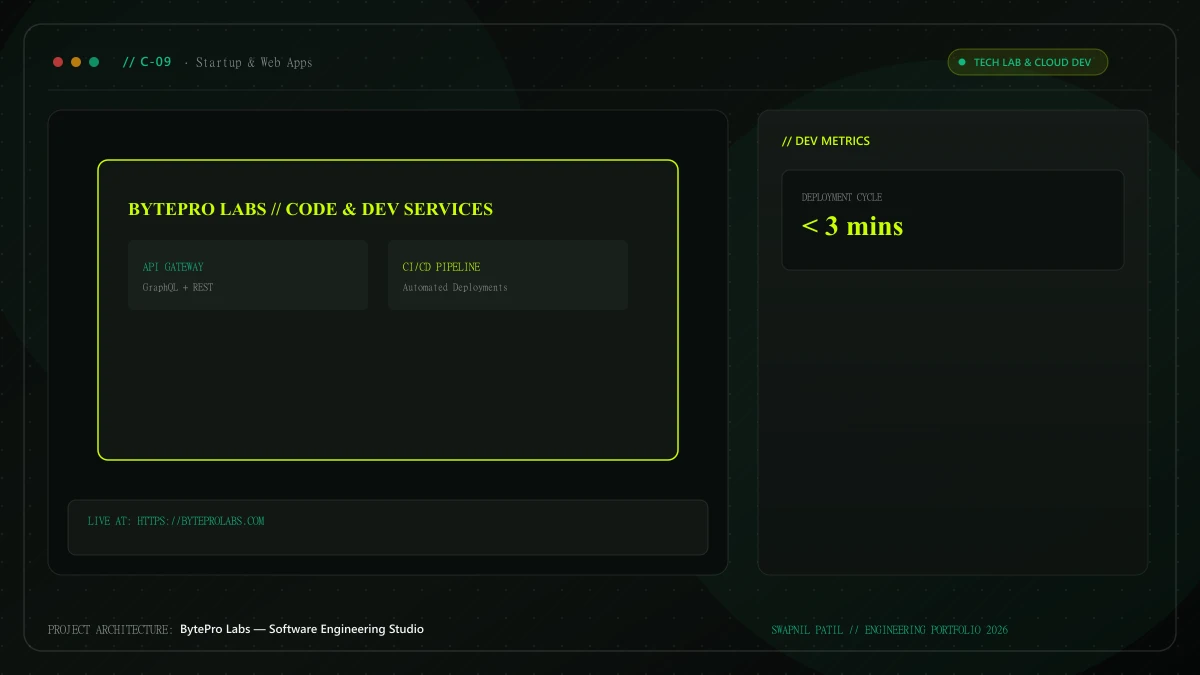 // C-09 · Startup & Web Apps
TECH LAB & CLOUD DEV
BYTEPRO LABS // CODE & DEV SERVICES
API GATEWAY
GraphQL + REST
CI/CD PIPELINE
Automated Deployments
LIVE AT: HTTPS://BYTEPROLABS.COM
// DEV METRICS
DEPLOYMENT CYCLE
< 3 mins
PROJECT ARCHITECTURE: BytePro Labs — Software Engineering Studio
SWAPNIL PATIL // ENGINEERING PORTFOLIO 2026